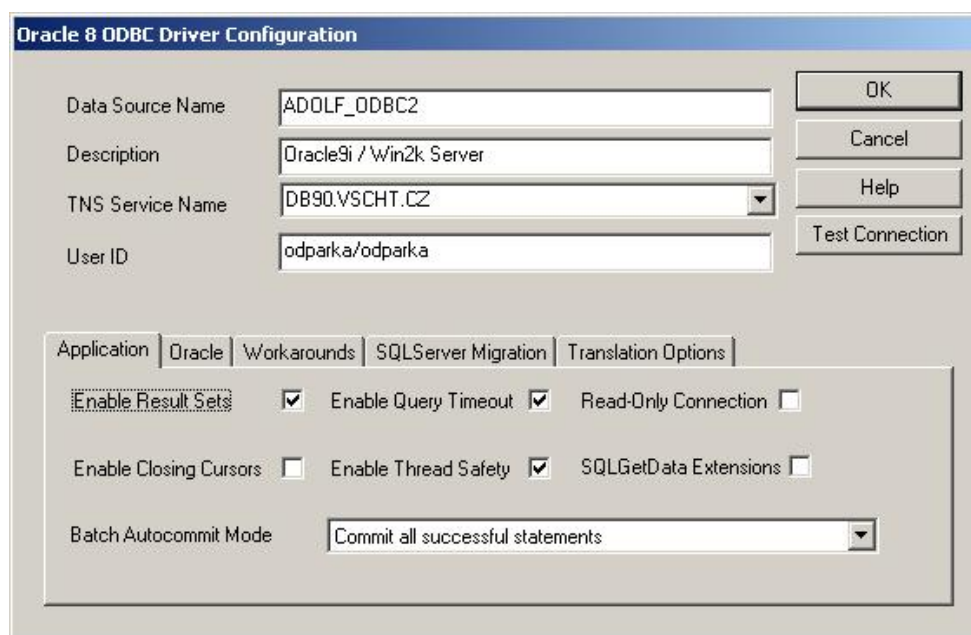 Oracle 8 ODBC Driver Configuration
Data Source Name ADOLF_ODBC2 OK
Description Oracle9i / Win2k Server Cancel
TNS Service Name DB90.VSCHT.CZ Help
User ID odparka/odparka Test Connection
Application Oracle Workarounds SQLServer Migration Translation Options
Enable Result Sets Enable Query Timeout Read-Only Connection
Enable Closing Cursors Enable Thread Safety SQLGetData Extensions
Batch Autocommit Mode Commit all successful statements